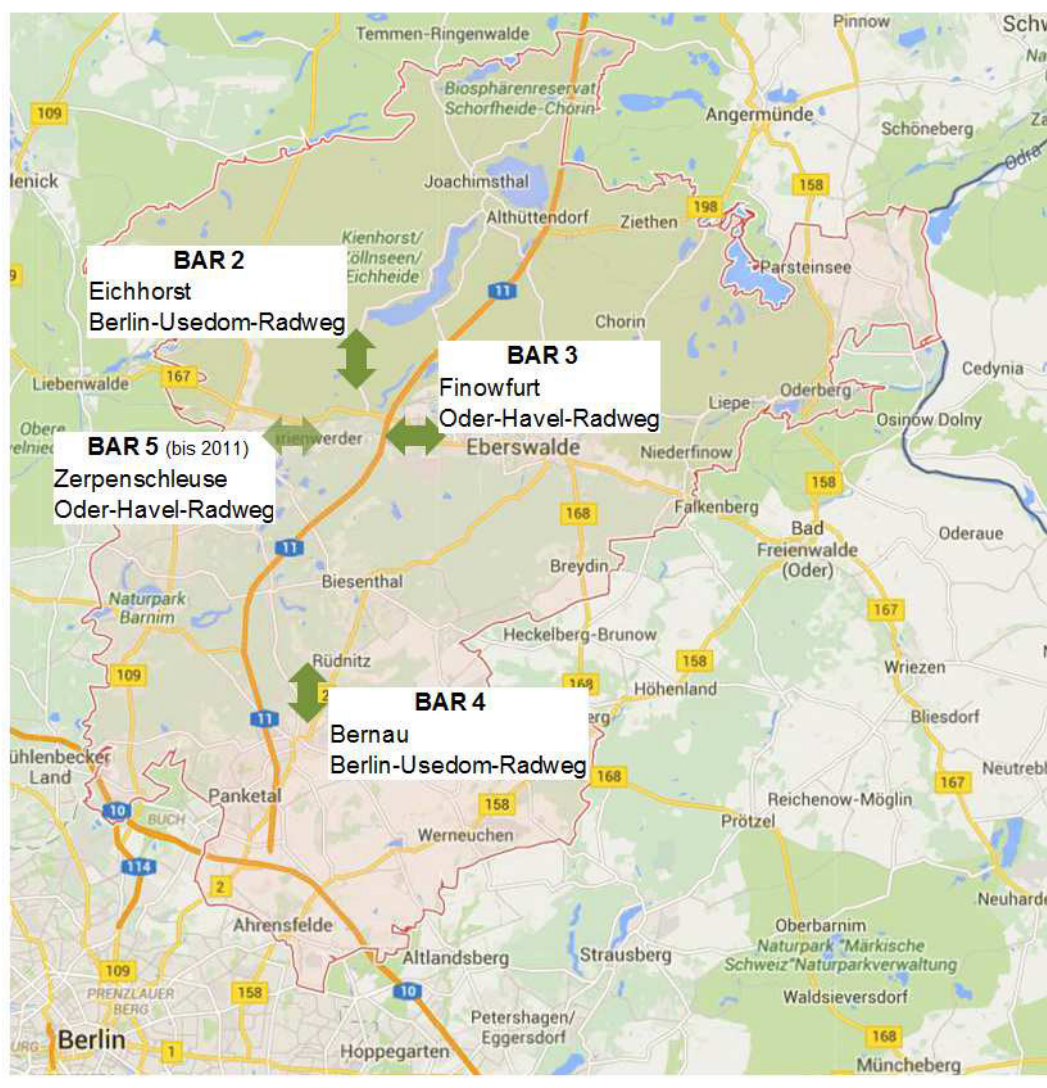 Temmen-Ringenwalde
Pinnow
109
Biosphärenreservat
Schorfheide-Chorin
Angermünde
Schöneberg
Odra
Joachimsthal
158
Althüttendorf
Ziethen
198
Kienhorst/
Köllnseen/
Eichheide
BAR 2
Eichhorst
Berlin-Usedom-Radweg
Parsteinsee
11
Chorin
BAR 3
Finowfurt
Oder-Havel-Radweg
Cedynia
167
Liebenwalde
Oderberg
Liepe
Osinów Dolny
Obere
BAR 5 (bis 2011)
Zerpenschleuse
Oder-Havel-Radweg
Eberswalde
Niederfinow
158
Falkenberg
168
Bad
Freienwalde
(Oder)
Oderaue
11
Biesenthal
Breydin
Naturpark
Barnim
167
Heckelberg-Brunow
Rüdnitz
158
Wriezen
109
168
Höhenland
BAR 4
Bernau
Berlin-Usedom-Radweg
11
Bliesdorf
Land
168
167
Panketal
158
Reichenow-Möglin
10
BUCH
Werneuchen
Prötzel
114
2
Ahrensfelde
Oberbarnim
Altlandsberg
Strausberg
Naturpark "Märkische
Schweiz"Naturparkverwaltung
109
158
10
Waldsieversdorf
PRENZLAUER
BERG
Petershagen/
Eggersdorf
Berlin
1
Hoppegarten
168
Müncheberg